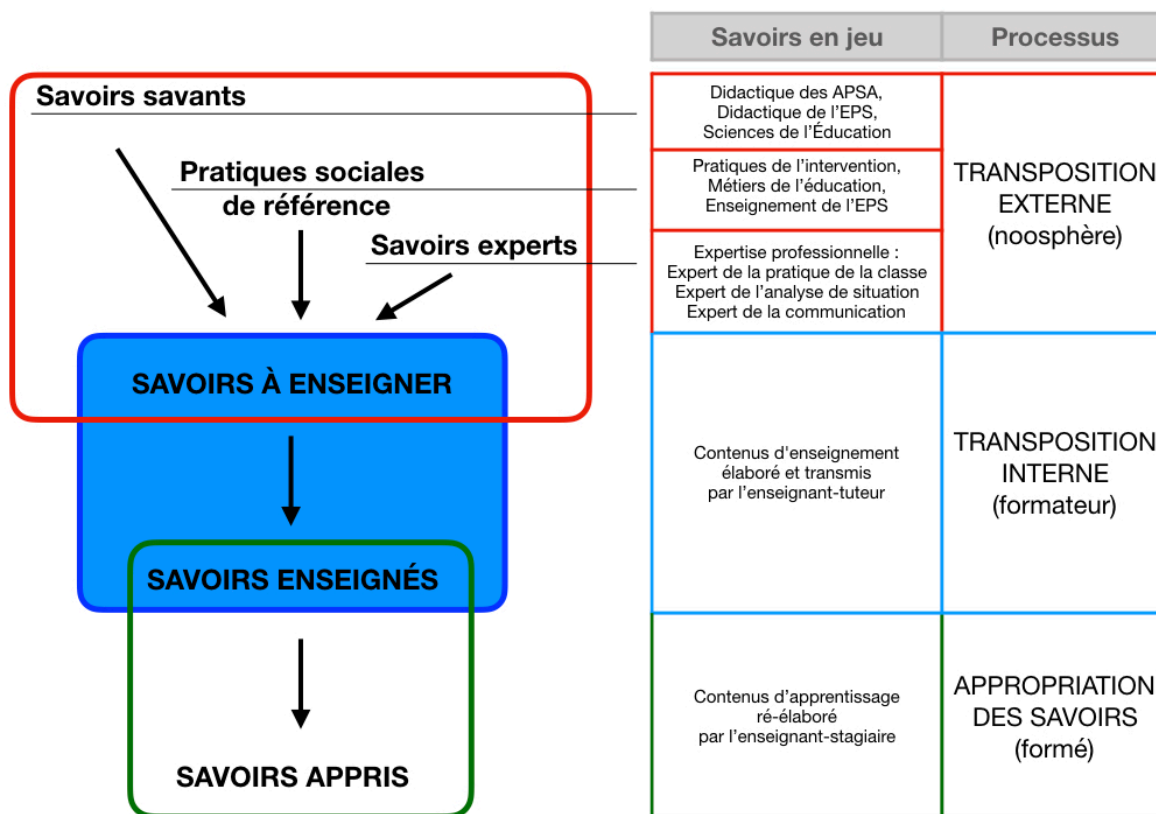 Savoirs en jeu
Processus
Savoirs savants
Pratiques sociales
de référence
Savoirs experts
SAVOIRS À ENSEIGNER
SAVOIRS ENSEIGNÉS
SAVOIRS APPRIS
Didactique des APSA,
Didactique de l'EPS,
Sciences de l'Éducation
Pratiques de l'intervention,
Métiers de l'éducation,
Enseignement de l'EPS
Expertise professionnelle :
Expert de la pratique de la classe
Expert de l'analyse de situation
Expert de la communication
TRANSPOSITION
EXTERNE
(noosphère)
Contenus d'enseignement
élaboré et transmis
par l'enseignant-tuteur
TRANSPOSITION
INTERNE
(formateur)
Contenus d'apprentissage
ré-élaboré
par l'enseignant-stagiaire
APPROPRIATION
DES SAVOIRS
(formé)